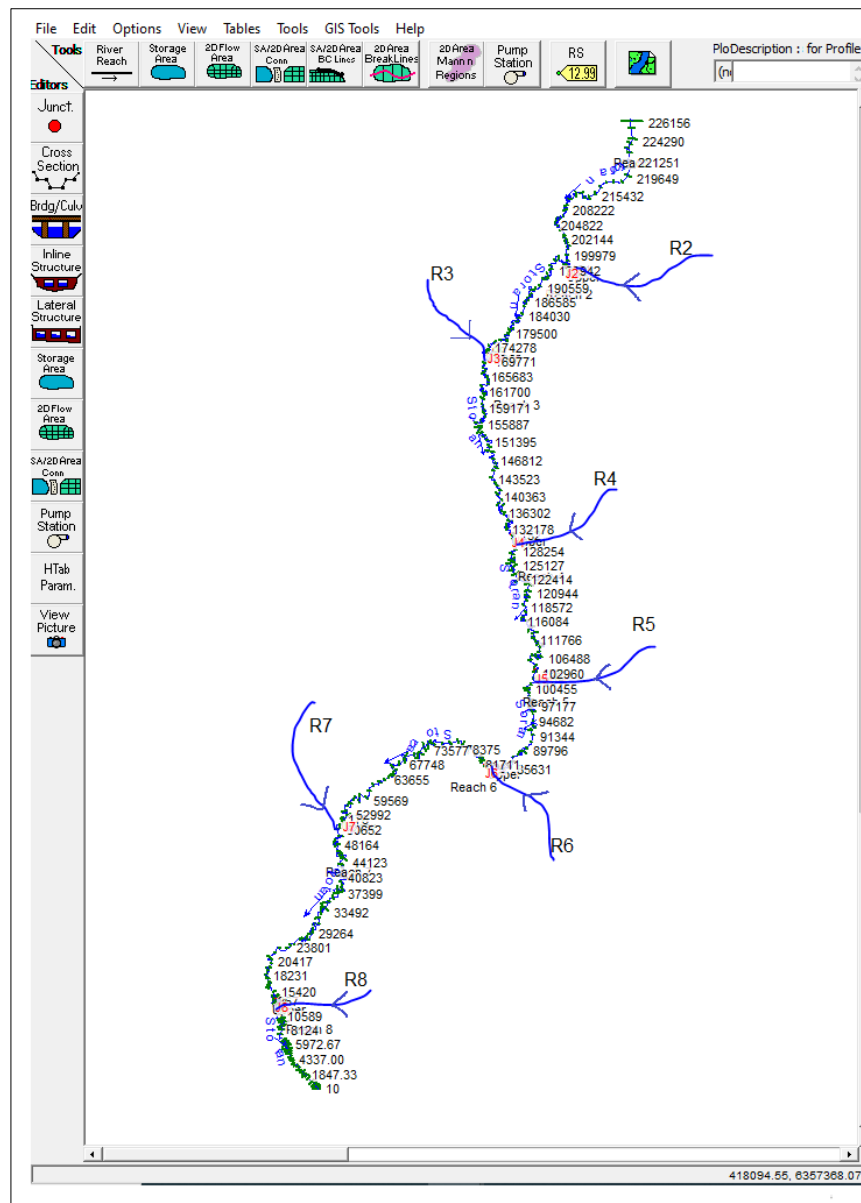 File Edit Options View Tables Tools GIS Tools Help
Tools
Editors
River
Reach
Storage
Area
2D Flow
Area
SA/2D Area
Conn
SA/2D Area
BC Lines
2D Area
BreakLines
2D Area
Mann n
Regions
Pump
Station
RS
12.99
PloDescription : for Profile
Junct.
Cross
Section
Brdg/Culv
Inline
Structure
Lateral
Structure
Storage
Area
2D Flow
Area
SA/2D Area
Conn
Pump
Station
HTab
Param.
View
Picture
226156
224290
221251
219649
215432
208222
204822
202144
R2
199979
J2
R3
190559
186585
184030
179500
174278
J3
169771
165683
161700
159171
155887
151395
146812
R4
143523
140363
136302
132178
128254
125127
122414
120944
118572
116084
R5
111766
106488
J5
102960
100455
97177
94682
91344
89796
R7
73577
67748
63655
Reach 6
R6
59569
52992
J7
48164
44123
40823
37399
33492
29264
23801
20417
18231
15420
R8
10589
5972.67
4337.00
1847.33
10
418094.55, 6357368.07